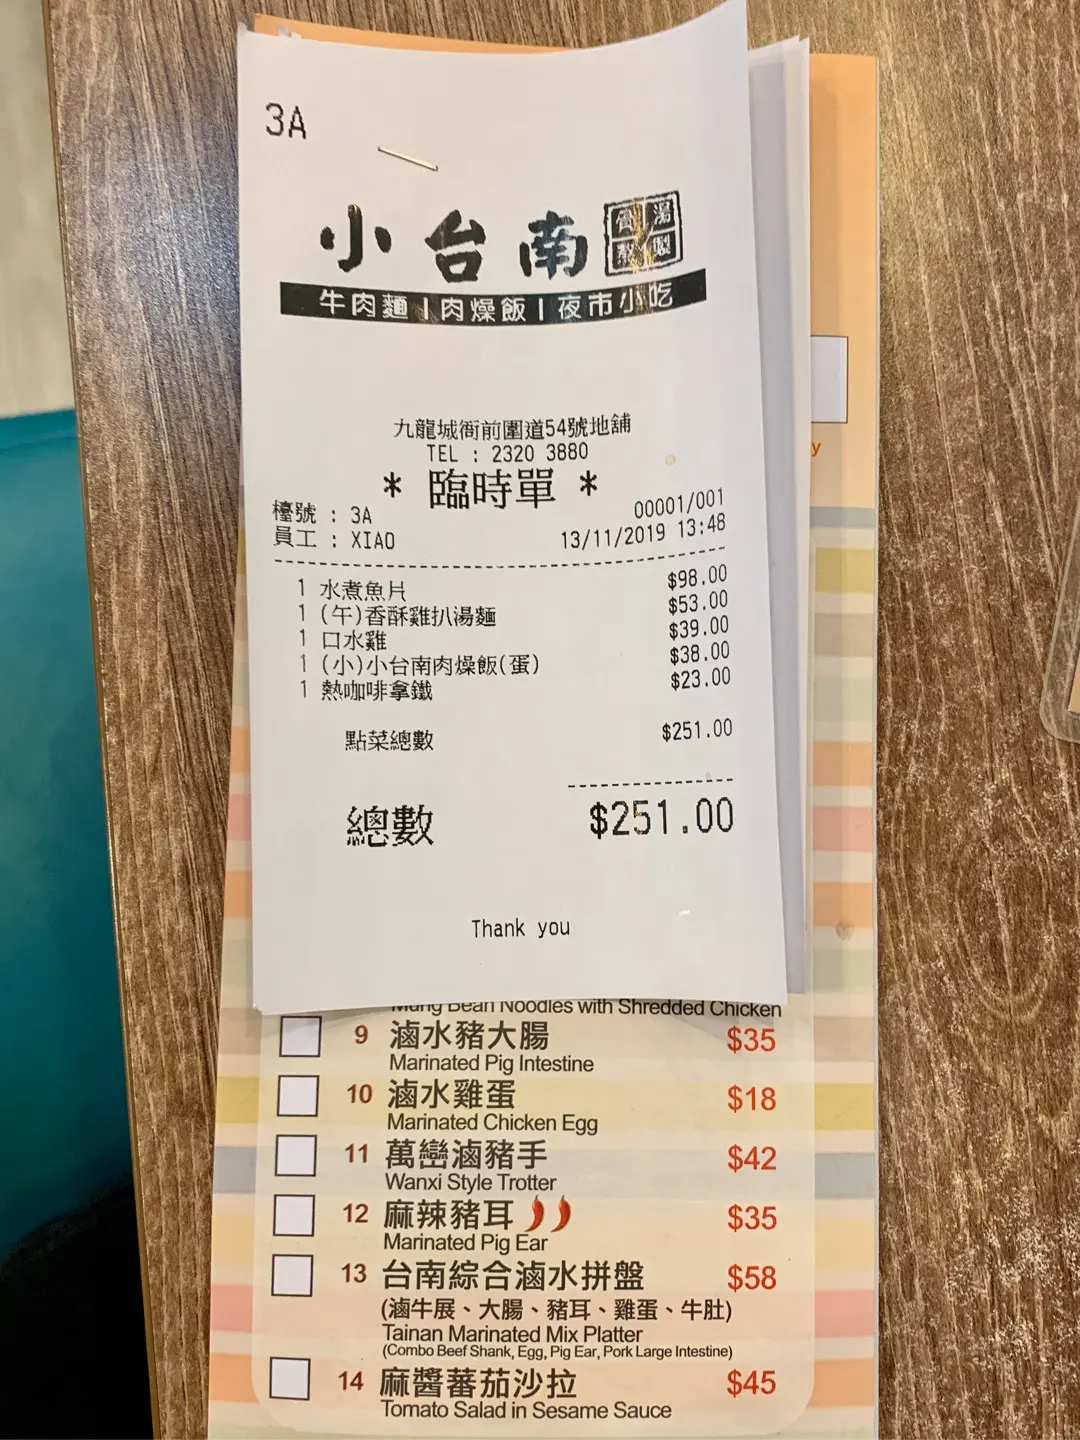 3A
小台南
湯製
牛肉麵 | 肉燥飯 | 夜市小吃
九龍城衙前圍道54號地舖
TEL : 2320 3880
* 臨時單 *
檯號 : 3A 00001/001
員工 : XIAO 13/11/2019 13:48
1 水煮魚片 $98.00
1 (午)香酥雞扒湯麵 $53.00
1 口水雞 $39.00
1 (小)小台南肉燥飯(蛋) $38.00
1 熱咖啡拿鐵 $23.00
點菜總數 $251.00
總數 $251.00
Thank you
y
Mung Bean Noodles with Shredded Chicken
9 滷水豬大腸 $35
Marinated Pig Intestine
10 滷水雞蛋 $18
Marinated Chicken Egg
11 萬巒滷豬手 $42
Wanxi Style Trotter
12 麻辣豬耳 $35
Marinated Pig Ear
13 台南綜合滷水拼盤 $58
(滷牛展、大腸、豬耳、雞蛋、牛肚)
Tainan Marinated Mix Platter
(Combo Beef Shank, Egg, Pig Ear, Pork Large Intestine)
14 麻醬蕃茄沙拉 $45
Tomato Salad in Sesame Sauce